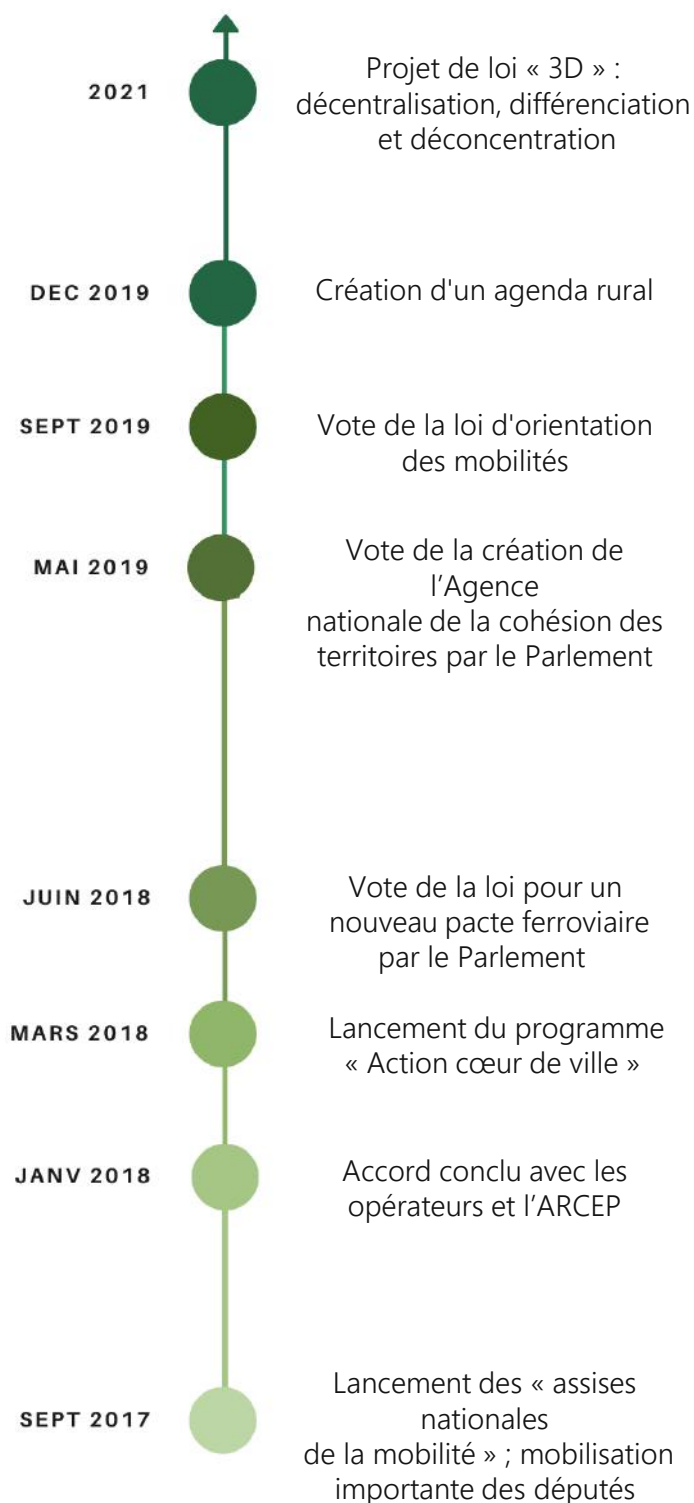 2021
Projet de loi « 3D » :
décentralisation, différenciation
et déconcentration
DEC 2019
Création d'un agenda rural
SEPT 2019
Vote de la loi d'orientation
des mobilités
MAI 2019
Vote de la création de
l’Agence
nationale de la cohésion des
territoires par le Parlement
JUIN 2018
Vote de la loi pour un
nouveau pacte ferroviaire
par le Parlement
MARS 2018
Lancement du programme
« Action cœur de ville »
JANV 2018
Accord conclu avec les
opérateurs et l’ARCEP
SEPT 2017
Lancement des « assises
nationales
de la mobilité » ; mobilisation
importante des députés